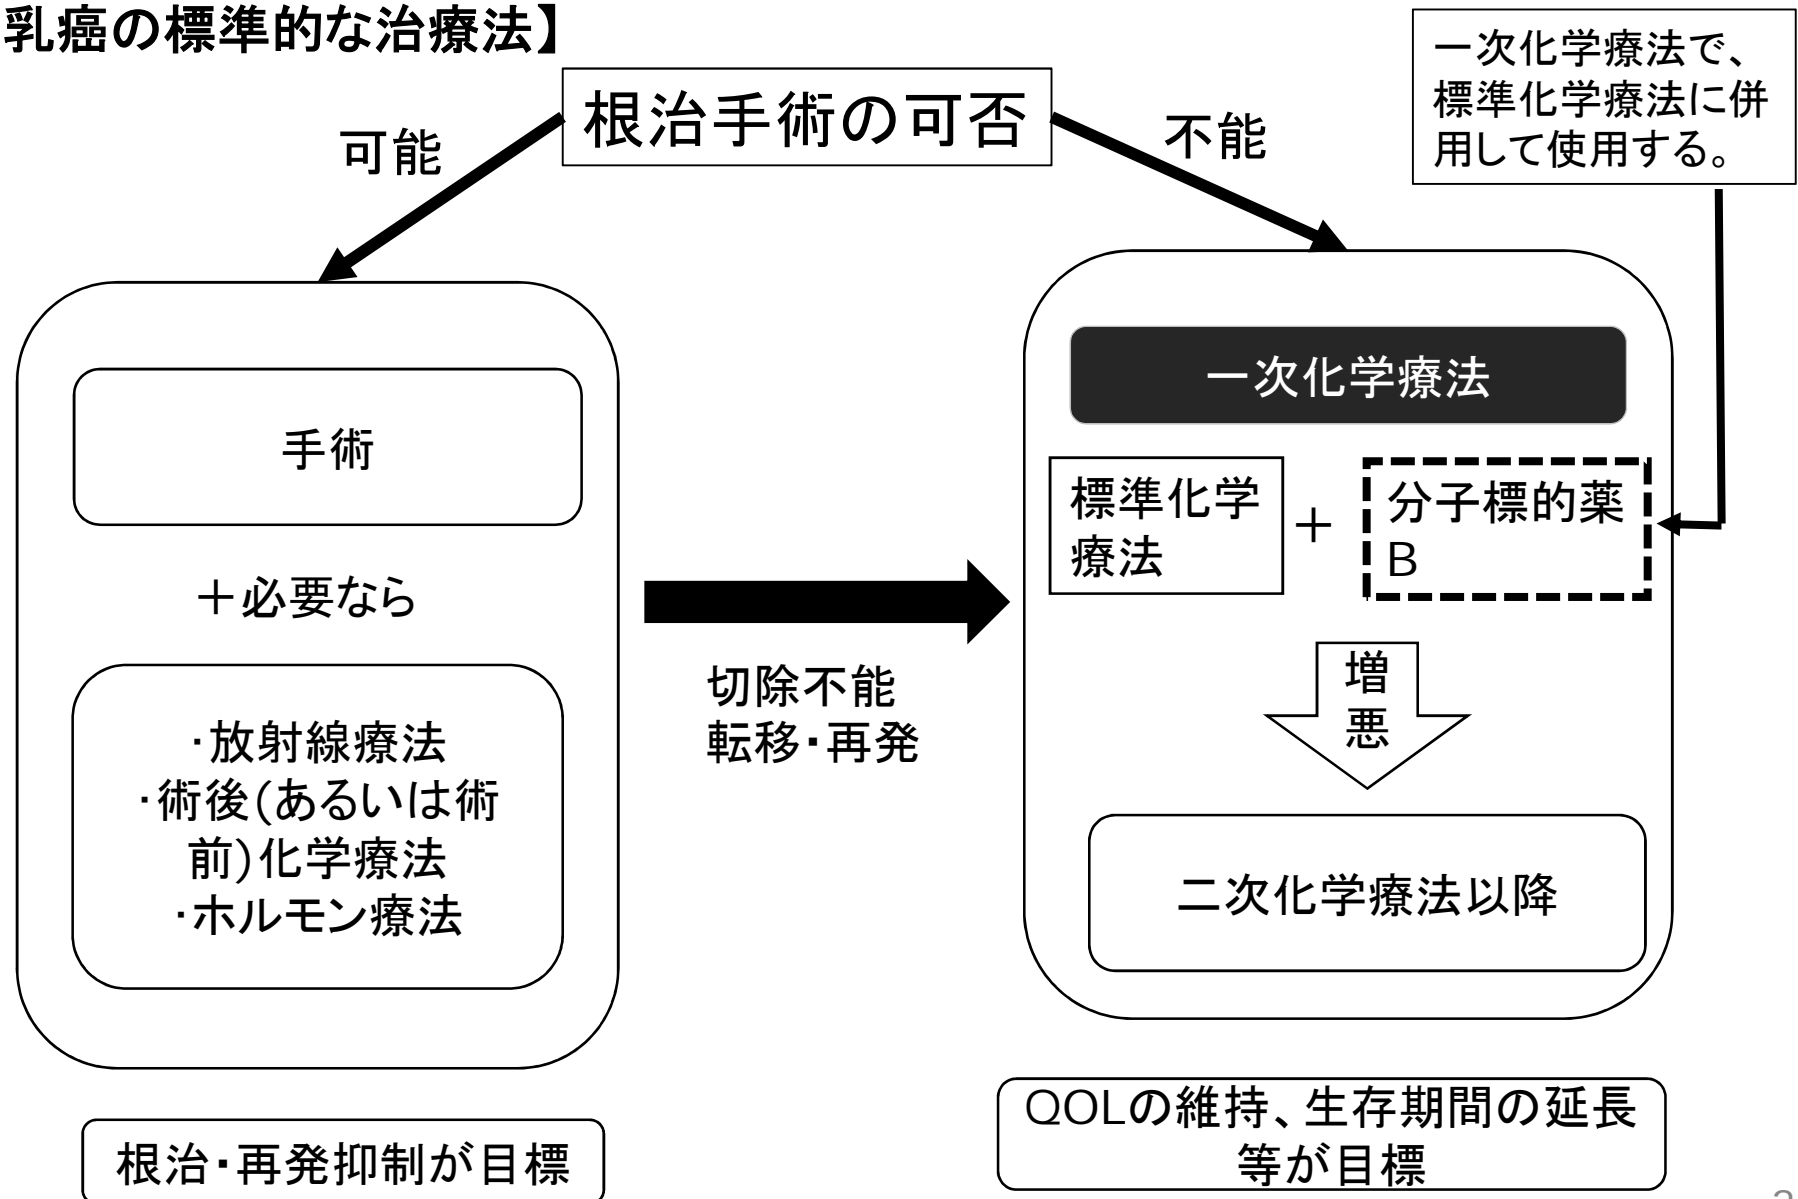 乳癌の標準的な治療法】
根治手術の可否
可能
不能
一次化学療法で、
標準化学療法に併
用して使用する。
手術
＋必要なら
・放射線療法
・術後(あるいは術
前)化学療法
・ホルモン療法
根治・再発抑制が目標
切除不能
転移・再発
一次化学療法
標準化学
療法
＋
分子標的薬
B
増
悪
二次化学療法以降
QOLの維持、生存期間の延長
等が目標